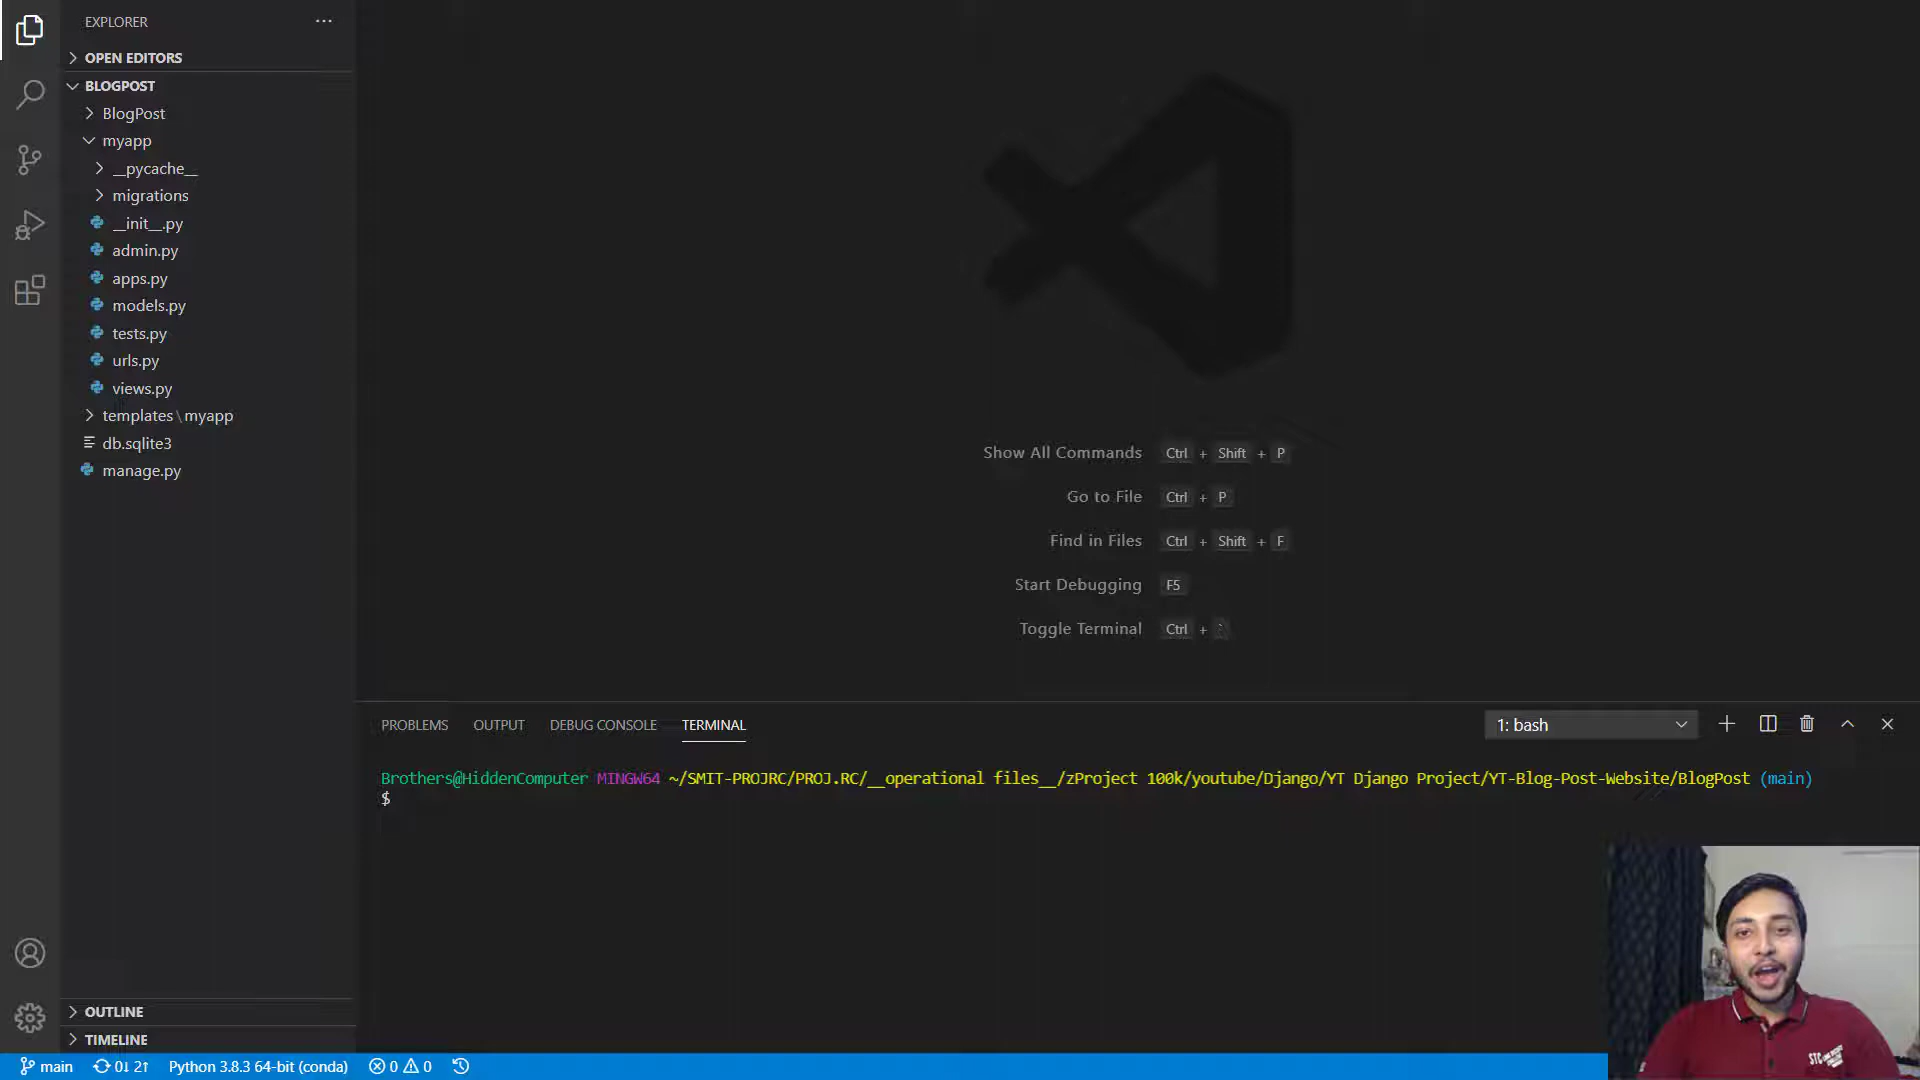 EXPLORER
OPEN EDITORS
BLOGPOST
BlogPost
myapp
__pycache__
migrations
__init__.py
admin.py
apps.py
models.py
tests.py
urls.py
views.py
templates\myapp
db.sqlite3
manage.py
OUTLINE
TIMELINE
Show All Commands Ctrl + Shift + P
Go to File Ctrl + P
Find in Files Ctrl + Shift + F
Start Debugging F5
Toggle Terminal Ctrl + `
PROBLEMS OUTPUT DEBUG CONSOLE TERMINAL 1: bash
Brothers@HiddenComputer MINGW64 ~/SMIT-PROJRC/PROJ.RC/__operational files__/zProject 100k/youtube/Django/YT Django Project/YT-Blog-Post-Website/BlogPost (main)
$
main 0↓ 2↑ Python 3.8.3 64-bit (conda) 0 0